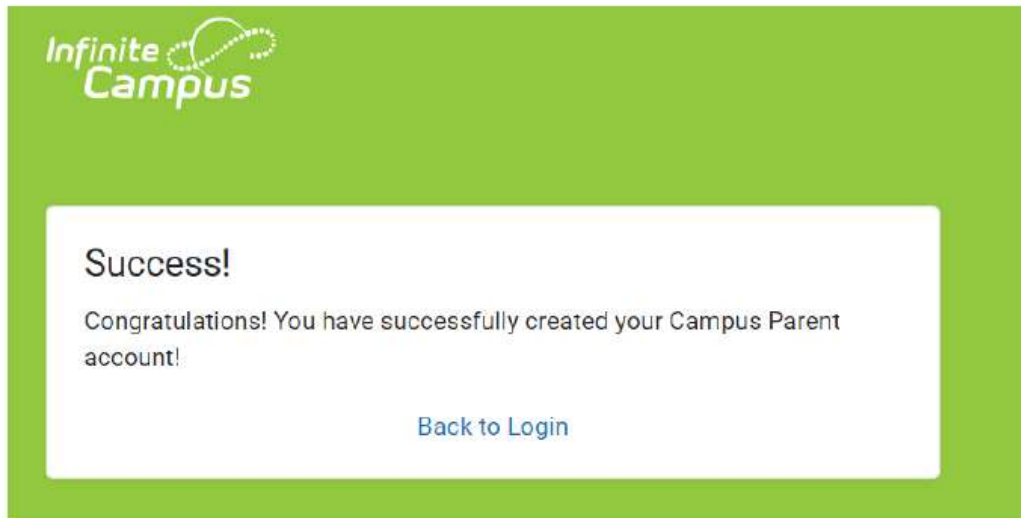 Infinite
Campus
Success!
Congratulations! You have successfully created your Campus Parent
account!
Back to Login